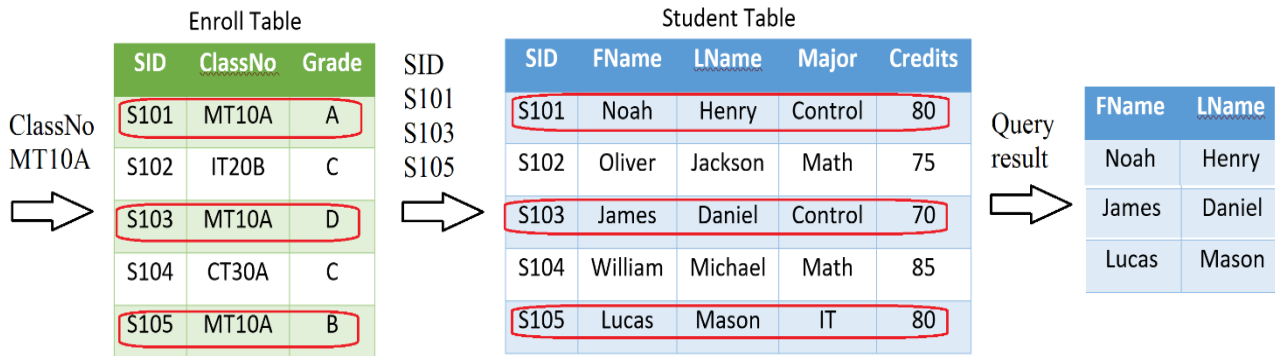 Enroll Table
Student Table
ClassNo
MT10A
SID ClassNo Grade
S101 MT10A A
S102 IT20B C
S103 MT10A D
S104 CT30A C
S105 MT10A B
SID
S101
S103
S105
SID FName LName Major Credits
S101 Noah Henry Control 80
S102 Oliver Jackson Math 75
S103 James Daniel Control 70
S104 William Michael Math 85
S105 Lucas Mason IT 80
Query
result
FName LName
Noah Henry
James Daniel
Lucas Mason